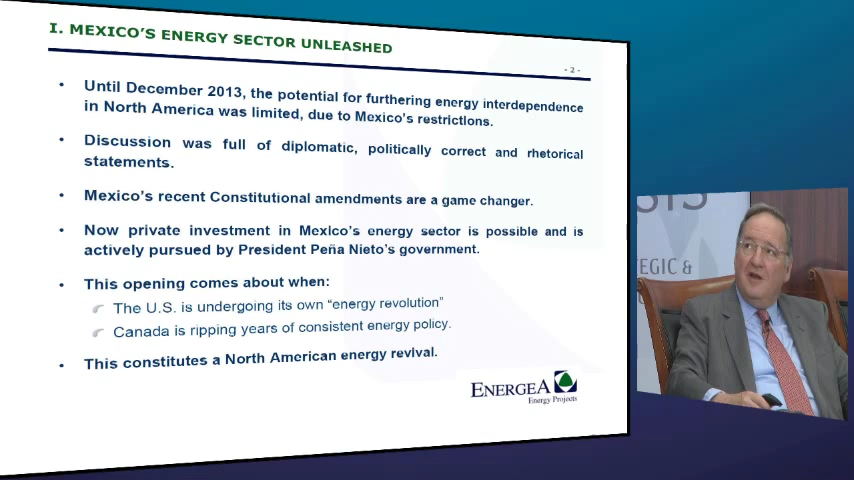 I. MEXICO'S ENERGY SECTOR UNLEASHED
- 2 -
• Until December 2013, the potential for furthering energy interdependence
in North America was limited, due to Mexico's restrictions.
• Discussion was full of diplomatic, politically correct and rhetorical
statements.
• Mexico's recent Constitutional amendments are a game changer.
• Now private investment in Mexico's energy sector is possible and is
actively pursued by President Peña Nieto's government.
• This opening comes about when:
The U.S. is undergoing its own "energy revolution"
Canada is ripping years of consistent energy policy.
• This constitutes a North American energy revival.
ENERGEA
Energy Projects
EGIC &